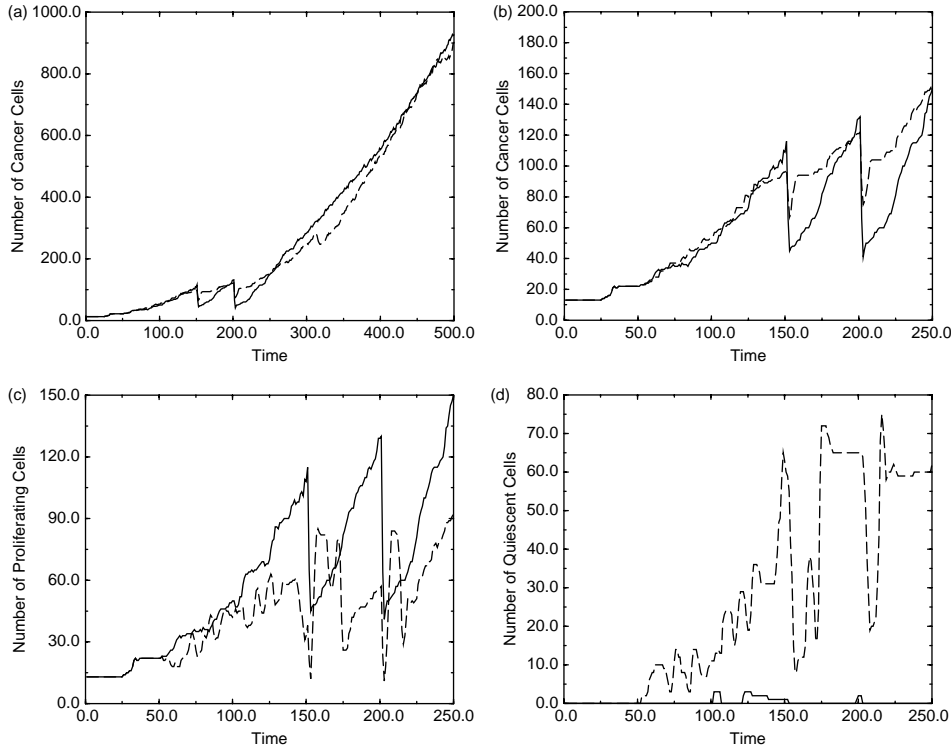 (a)
1000.0
800.0
600.0
400.0
200.0
0.0
Number of Cancer Cells
0.0 100.0 200.0 300.0 400.0 500.0
Time
(b)
200.0
180.0
160.0
140.0
120.0
100.0
80.0
60.0
40.0
20.0
0.0
Number of Cancer Cells
0.0 50.0 100.0 150.0 200.0 250.0
Time
(c)
150.0
120.0
90.0
60.0
30.0
0.0
Number of Proliferating Cells
0.0 50.0 100.0 150.0 200.0 250.0
Time
(d)
80.0
70.0
60.0
50.0
40.0
30.0
20.0
10.0
0.0
Number of Quiescent Cells
0.0 50.0 100.0 150.0 200.0 250.0
Time